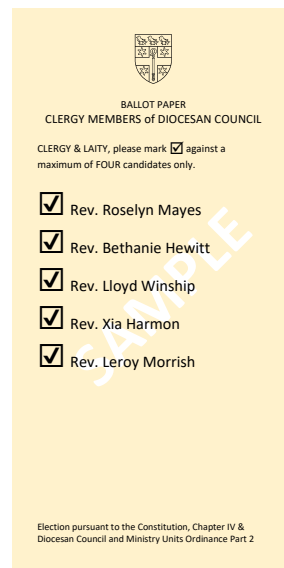 BALLOT PAPER
CLERGY MEMBERS of DIOCESAN COUNCIL
CLERGY & LAITY, please mark ☑ against a
maximum of FOUR candidates only.
☑ Rev. Roselyn Mayes
☑ Rev. Bethanie Hewitt
☑ Rev. Lloyd Winship
☑ Rev. Xia Harmon
☑ Rev. Leroy Morrish
SAMPLE
Election pursuant to the Constitution, Chapter IV &
Diocesan Council and Ministry Units Ordinance Part 2